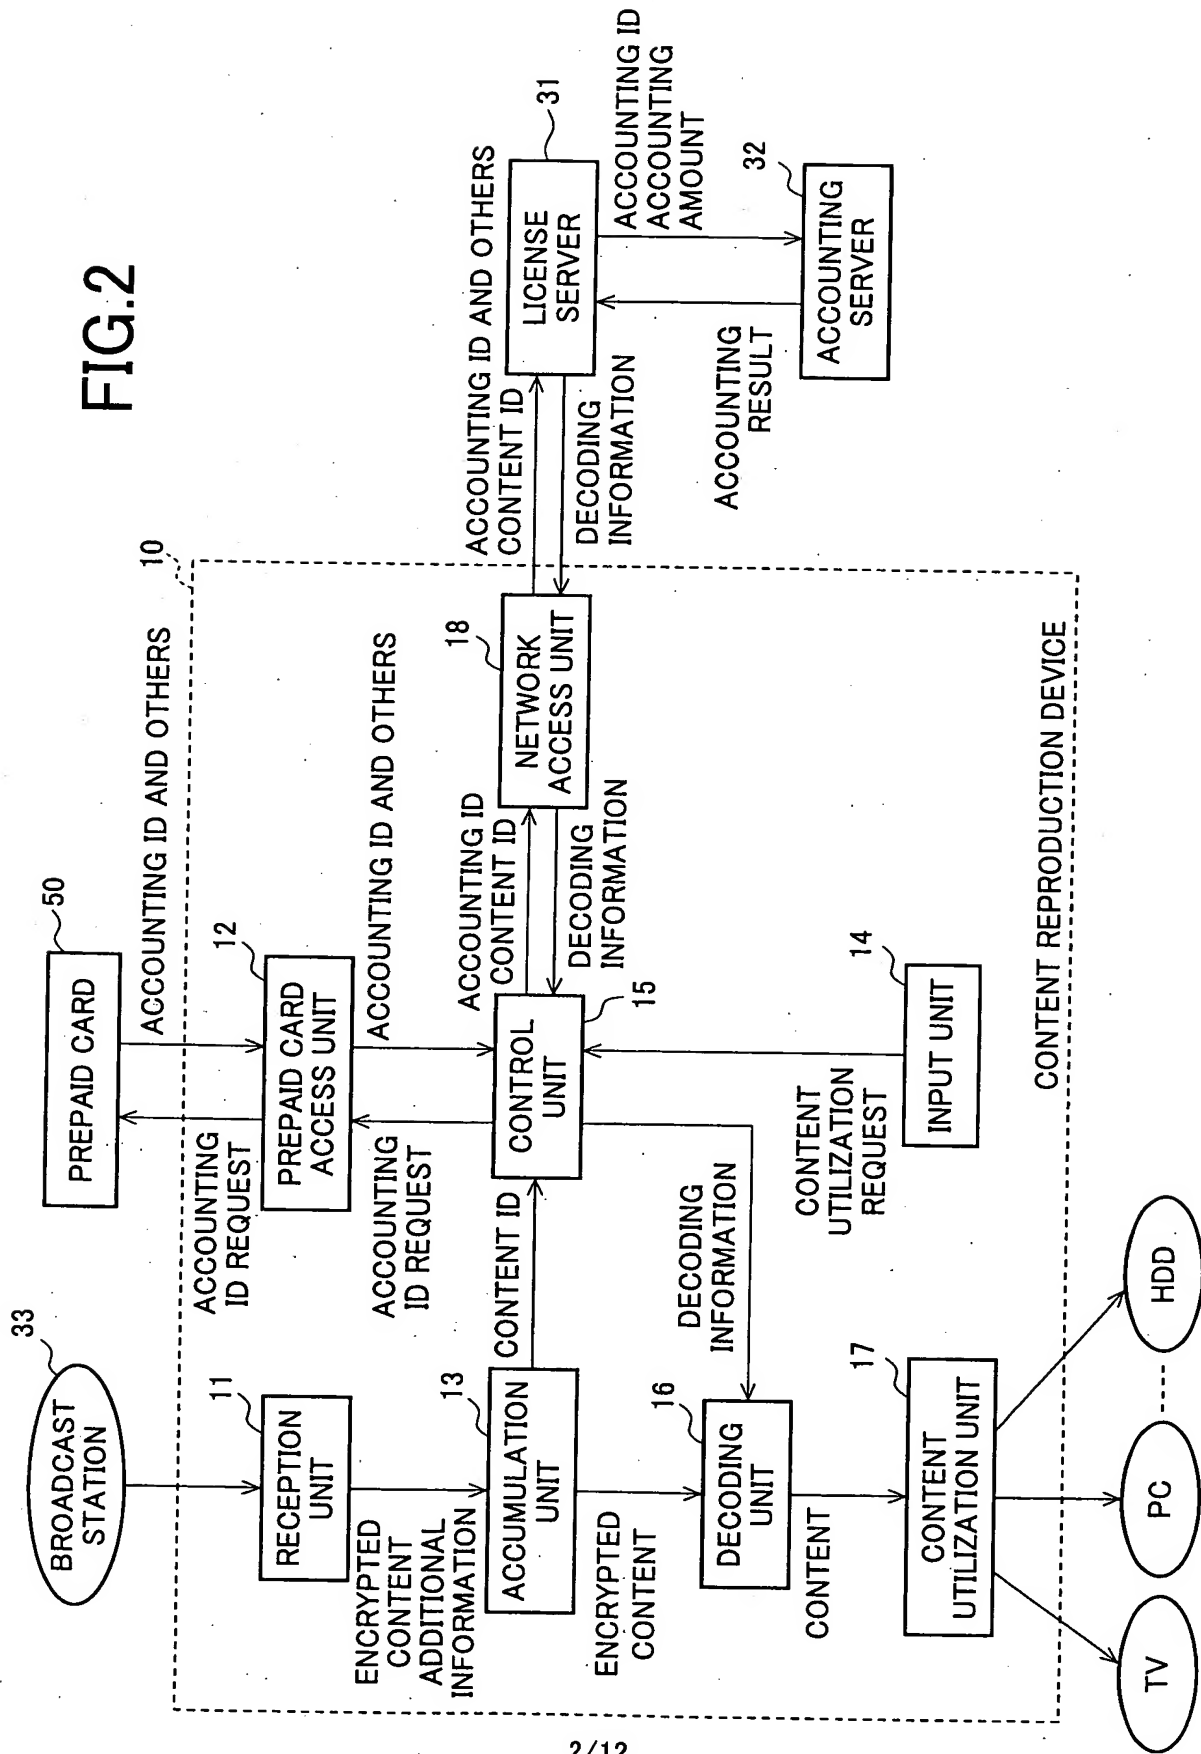 FIG.2
BROADCAST
STATION
33
PREPAID CARD
50
ACCOUNTING
ID REQUEST
ACCOUNTING ID AND OTHERS
10
RECEPTION
UNIT
11
PREPAID CARD
ACCESS UNIT
12
ENCRYPTED
CONTENT
ADDITIONAL
INFORMATION
ACCOUNTING
ID REQUEST
ACCOUNTING ID AND OTHERS
ACCUMULATION
UNIT
13
CONTENT ID
CONTROL
UNIT
15
ACCOUNTING ID
CONTENT ID
DECODING
INFORMATION
NETWORK
ACCESS UNIT
18
ACCOUNTING ID AND OTHERS
CONTENT ID
DECODING
INFORMATION
LICENSE
SERVER
31
ACCOUNTING
RESULT
ACCOUNTING ID
ACCOUNTING
AMOUNT
ACCOUNTING
SERVER
32
ENCRYPTED
CONTENT
DECODING
INFORMATION
DECODING
UNIT
16
CONTENT
UTILIZATION
REQUEST
INPUT UNIT
14
CONTENT
CONTENT
UTILIZATION UNIT
17
CONTENT REPRODUCTION DEVICE
TV
PC
HDD
2/12